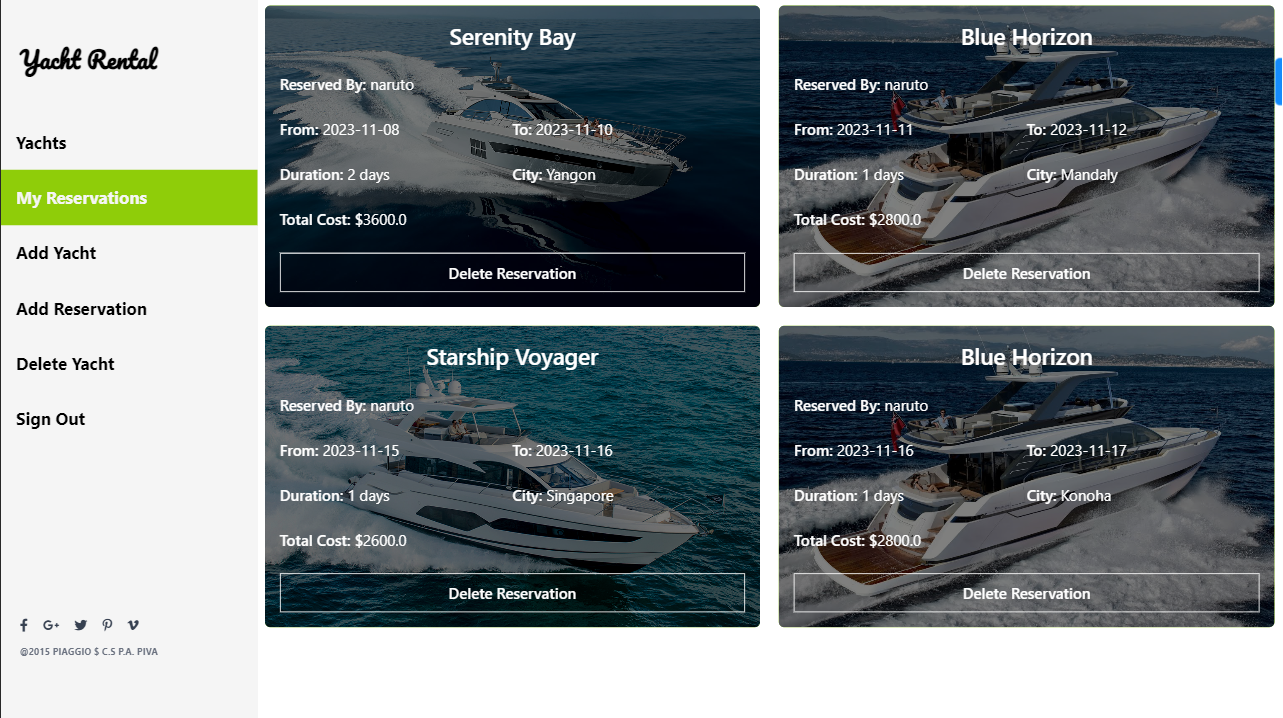 Yacht Rental
Yachts
My Reservations
Add Yacht
Add Reservation
Delete Yacht
Sign Out
@2015 PIAGGIO $ C.S P.A. PIVA
Serenity Bay
Reserved By: naruto
From: 2023-11-08 To: 2023-11-10
Duration: 2 days City: Yangon
Total Cost: $3600.0
Delete Reservation
Blue Horizon
Reserved By: naruto
From: 2023-11-11 To: 2023-11-12
Duration: 1 days City: Mandaly
Total Cost: $2800.0
Delete Reservation
Starship Voyager
Reserved By: naruto
From: 2023-11-15 To: 2023-11-16
Duration: 1 days City: Singapore
Total Cost: $2600.0
Delete Reservation
Blue Horizon
Reserved By: naruto
From: 2023-11-16 To: 2023-11-17
Duration: 1 days City: Konoha
Total Cost: $2800.0
Delete Reservation